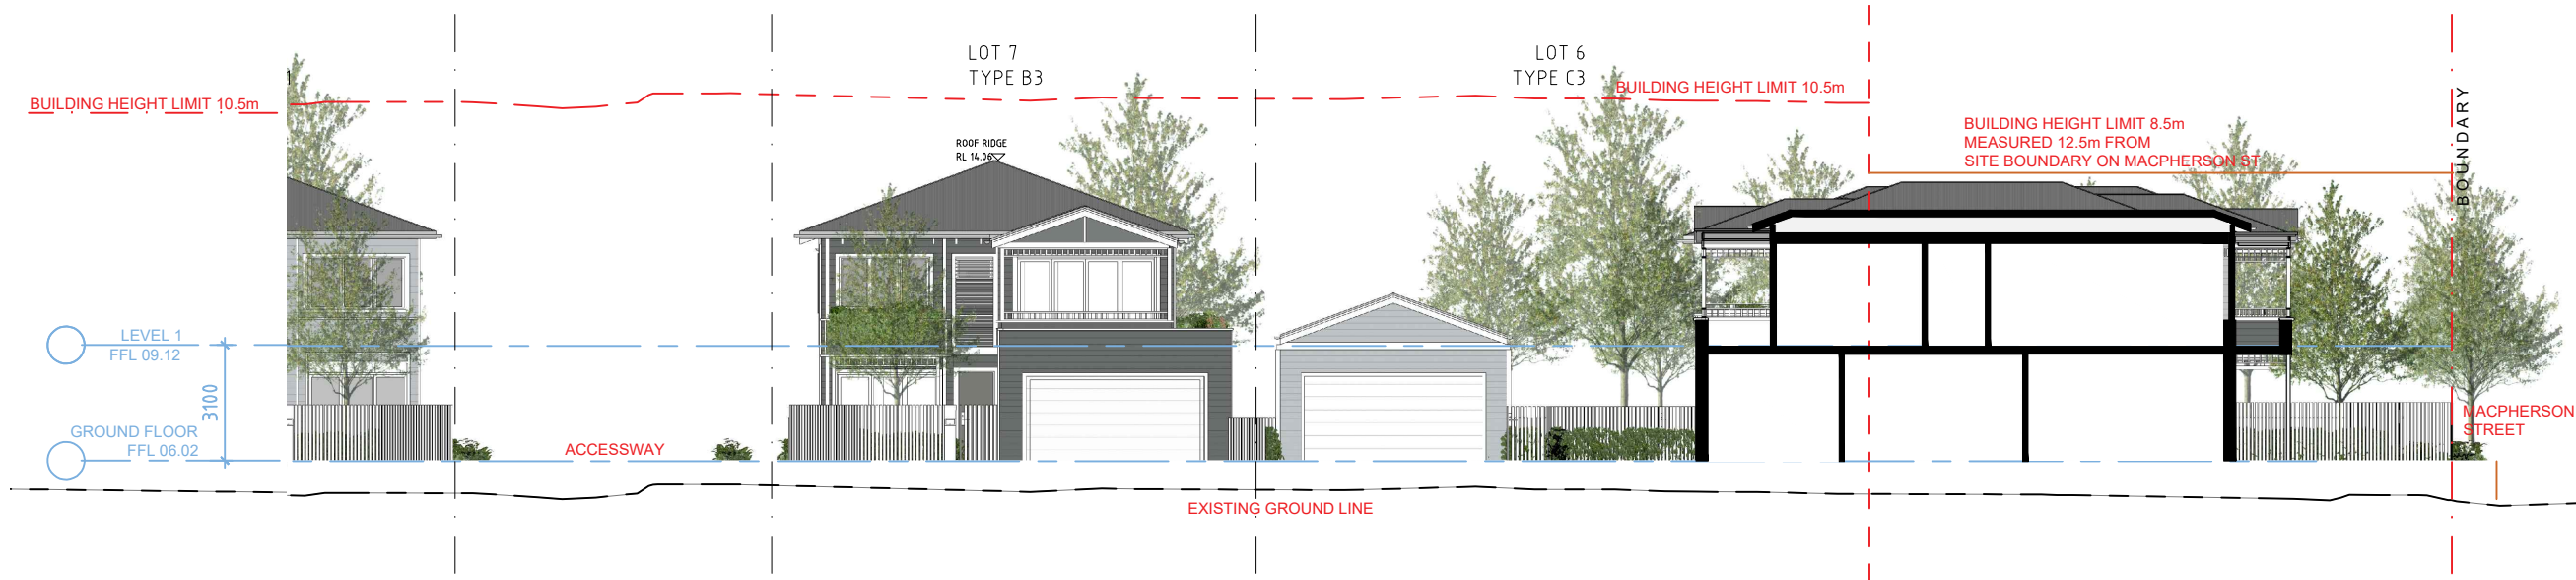 LOT 7
TYPE B3
LOT 6
TYPE C3
BUILDING HEIGHT LIMIT 10.5m
BUILDING HEIGHT LIMIT 10.5m
BUILDING HEIGHT LIMIT 8.5m
MEASURED 12.5m FROM
SITE BOUNDARY ON MACPHERSON ST
BOUNDARY
ROOF RIDGE
RL 14.06
LEVEL 1
FFL 09.12
3100
GROUND FLOOR
FFL 06.02
ACCESSWAY
MACPHERSON
STREET
EXISTING GROUND LINE